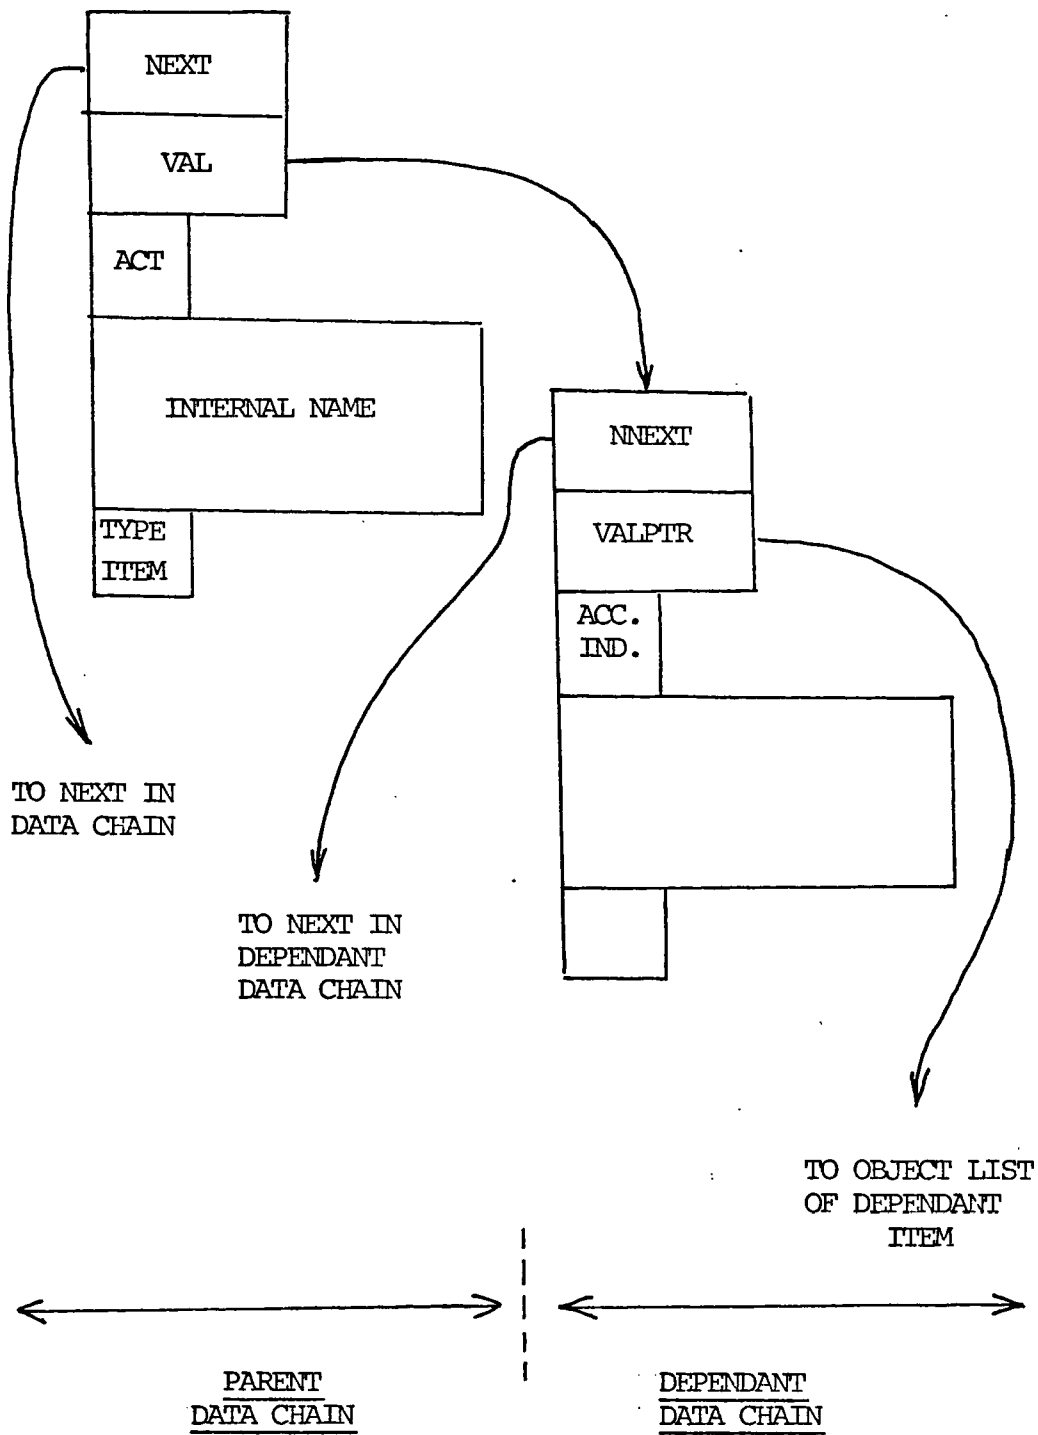 NEXT
VAL
ACT
INTERNAL NAME
TYPE
ITEM
NNEXT
VALPTR
ACC.
IND.
TO NEXT IN
DATA CHAIN
TO NEXT IN
DEPENDANT
DATA CHAIN
TO OBJECT LIST
OF DEPENDANT
ITEM
PARENT
DATA CHAIN
DEPENDANT
DATA CHAIN